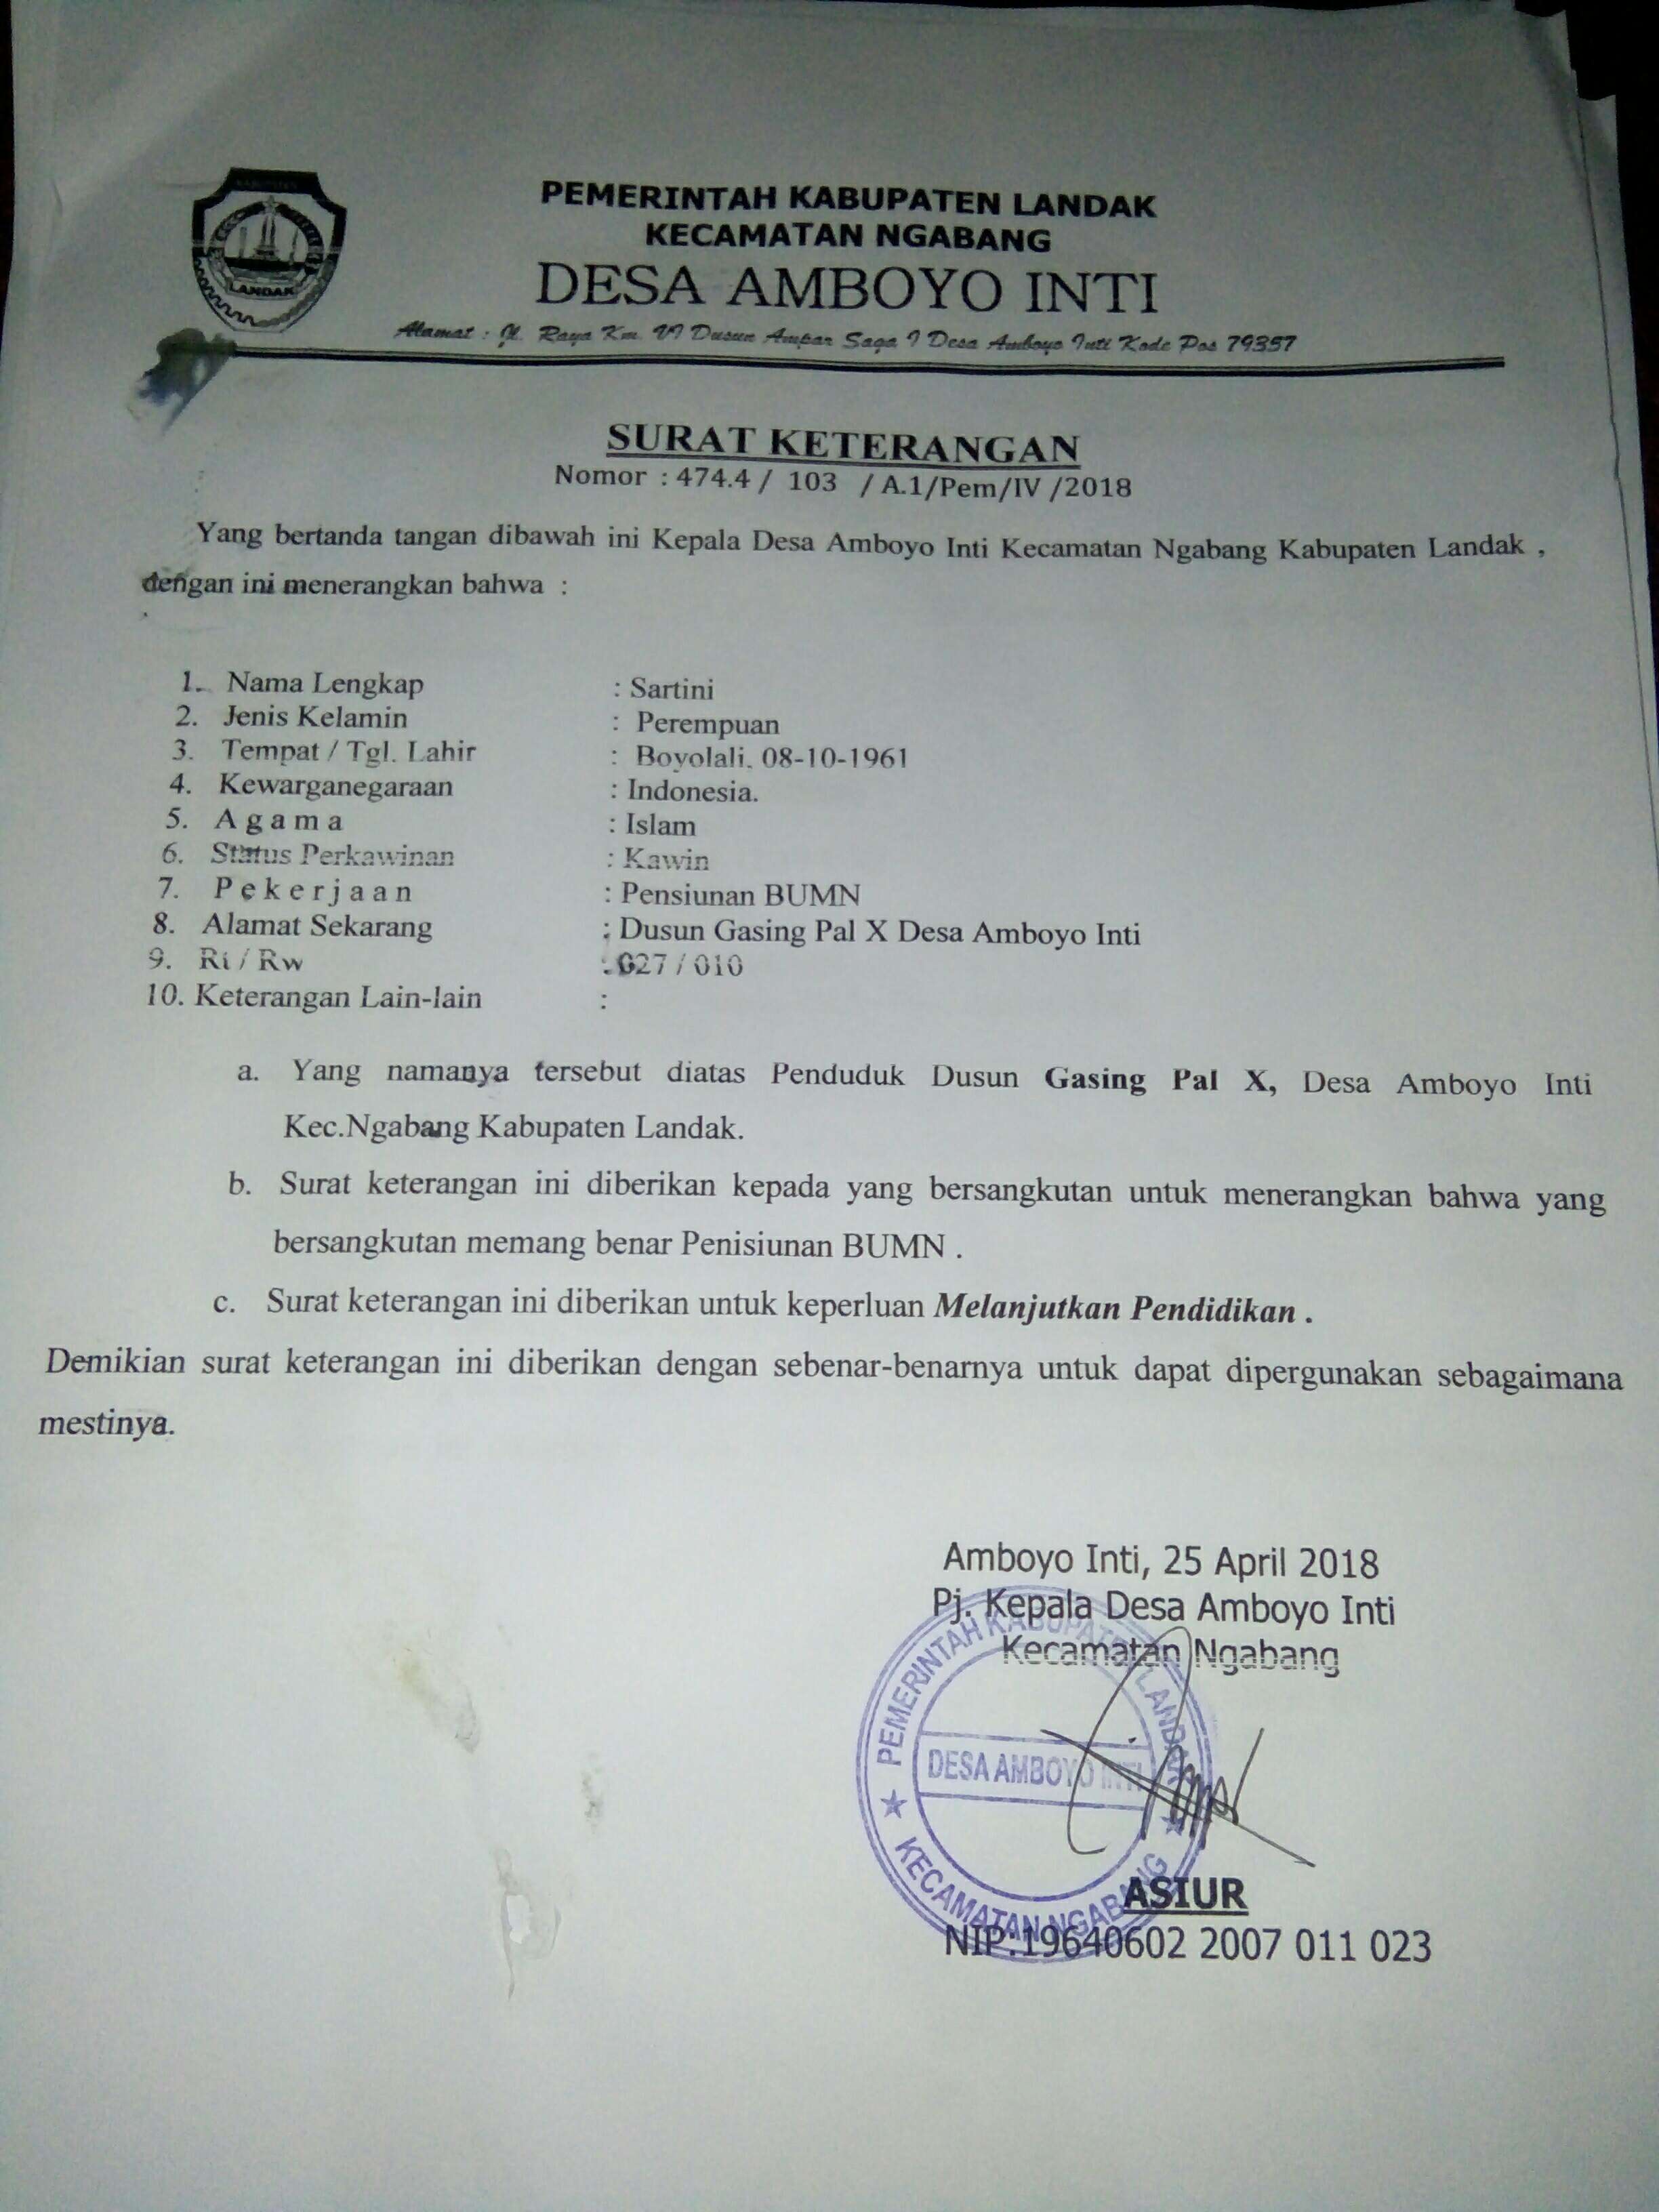 LANDAK
PEMERINTAH KABUPATEN LANDAK
KECAMATAN NGABANG
DESA AMBOYO INTI
Alamat : Jl. Raya Km. VI Dusun Ampar Saga I Desa Amboyo Inti Kode Pos 79357
SURAT KETERANGAN
Nomor : 474.4 / 103 / A.1/Pem/IV /2018
Yang bertanda tangan dibawah ini Kepala Desa Amboyo Inti Kecamatan Ngabang Kabupaten Landak ,
dengan ini menerangkan bahwa :
1. Nama Lengkap : Sartini
2. Jenis Kelamin : Perempuan
3. Tempat / Tgl. Lahir : Boyolali, 08-10-1961
4. Kewarganegaraan : Indonesia.
5. A g a m a : Islam
6. Status Perkawinan : Kawin
7. P e k e r j a a n : Pensiunan BUMN
8. Alamat Sekarang : Dusun Gasing Pal X Desa Amboyo Inti
9. Rt / Rw : 027 / 010
10. Keterangan Lain-lain :
a. Yang namanya tersebut diatas Penduduk Dusun Gasing Pal X, Desa Amboyo Inti
Kec.Ngabang Kabupaten Landak.
b. Surat keterangan ini diberikan kepada yang bersangkutan untuk menerangkan bahwa yang
bersangkutan memang benar Penisiunan BUMN .
c. Surat keterangan ini diberikan untuk keperluan Melanjutkan Pendidikan .
Demikian surat keterangan ini diberikan dengan sebenar-benarnya untuk dapat dipergunakan sebagaimana
mestinya.
Amboyo Inti, 25 April 2018
Pj. Kepala Desa Amboyo Inti
Kecamatan Ngabang
PEMERINTAH KABUPATEN LANDAK
DESA AMBOYO INTI
KECAMATAN NGABANG
ASIUR
NIP:19640602 2007 011 023